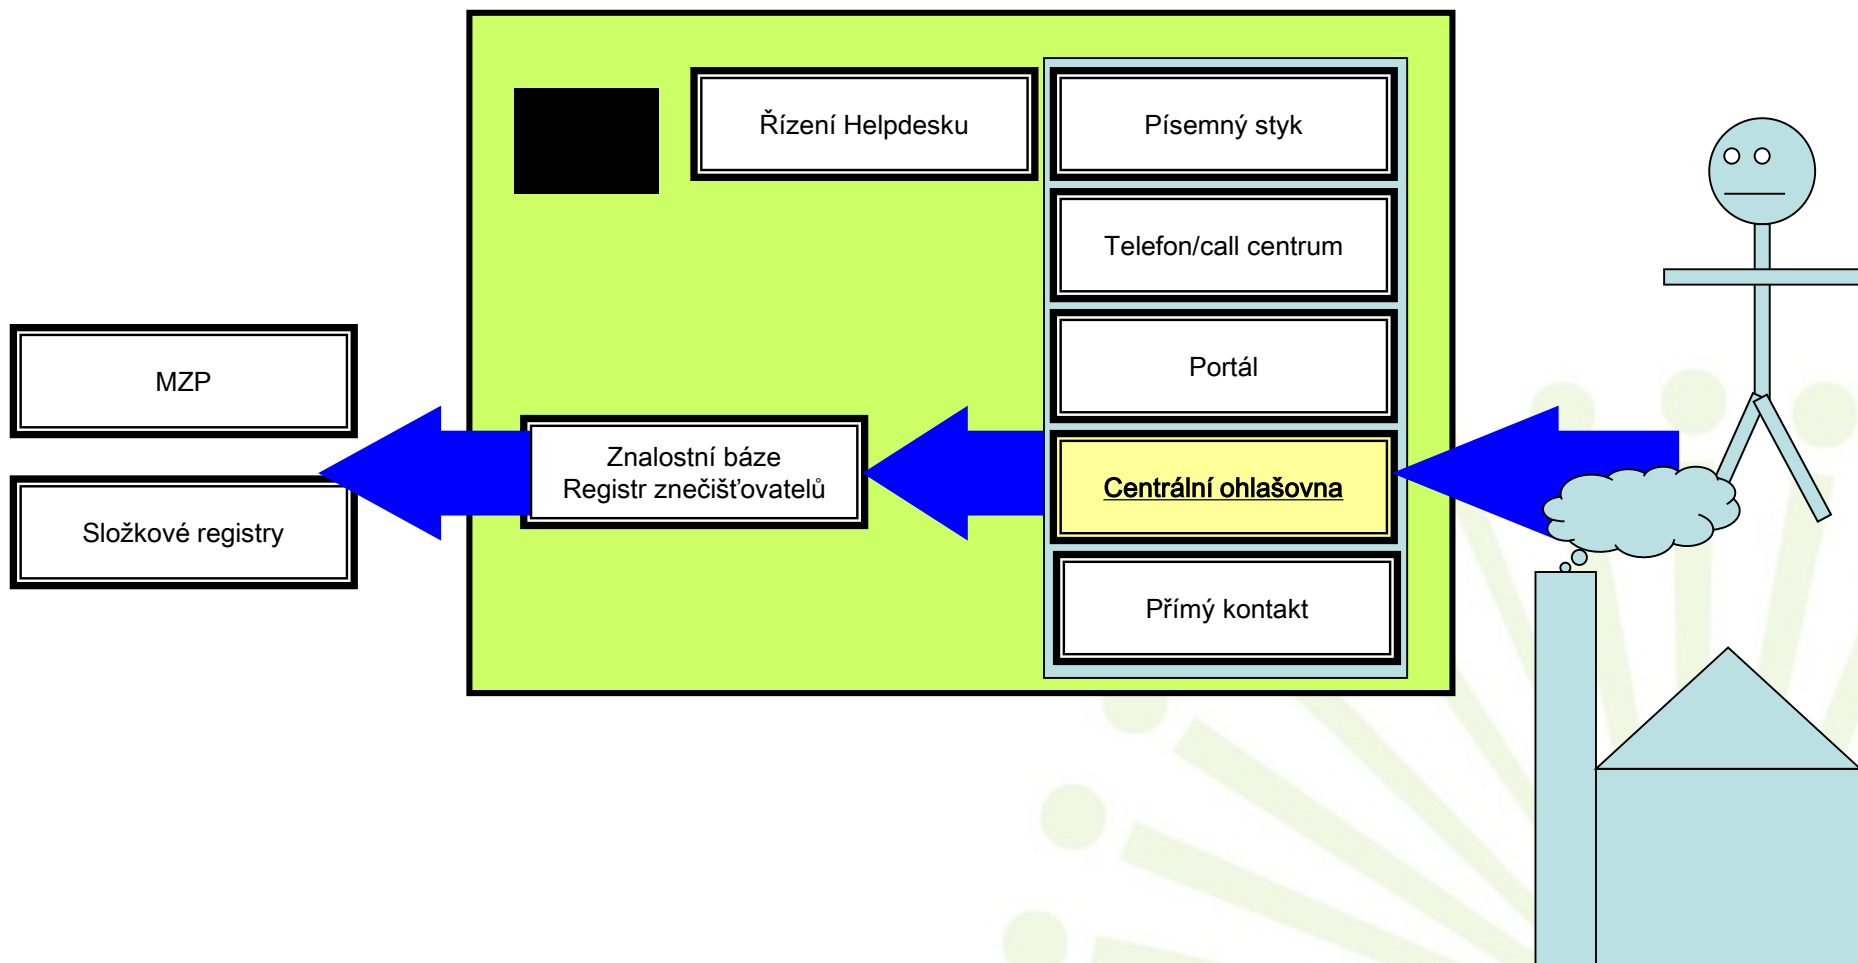 Řízení Helpdesku
Písemný styk
Telefon/call centrum
Portál
MZP
Znalostní báze
Registr znečišťovatelů
Centrální ohlašovna
Složkové registry
Přímý kontakt